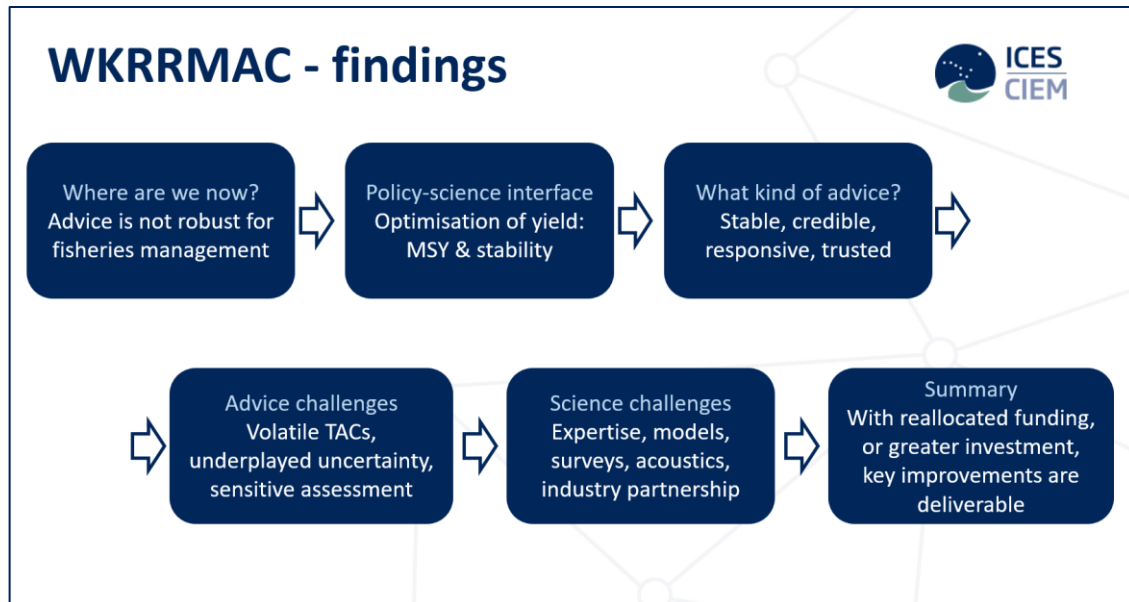 WKRRMAC - findings
ICES
CIEM
Where are we now?
Advice is not robust for
fisheries management
Policy-science interface
Optimisation of yield:
MSY & stability
What kind of advice?
Stable, credible,
responsive, trusted
Advice challenges
Volatile TACs,
underplayed uncertainty,
sensitive assessment
Science challenges
Expertise, models,
surveys, acoustics,
industry partnership
Summary
With reallocated funding,
or greater investment,
key improvements are
deliverable